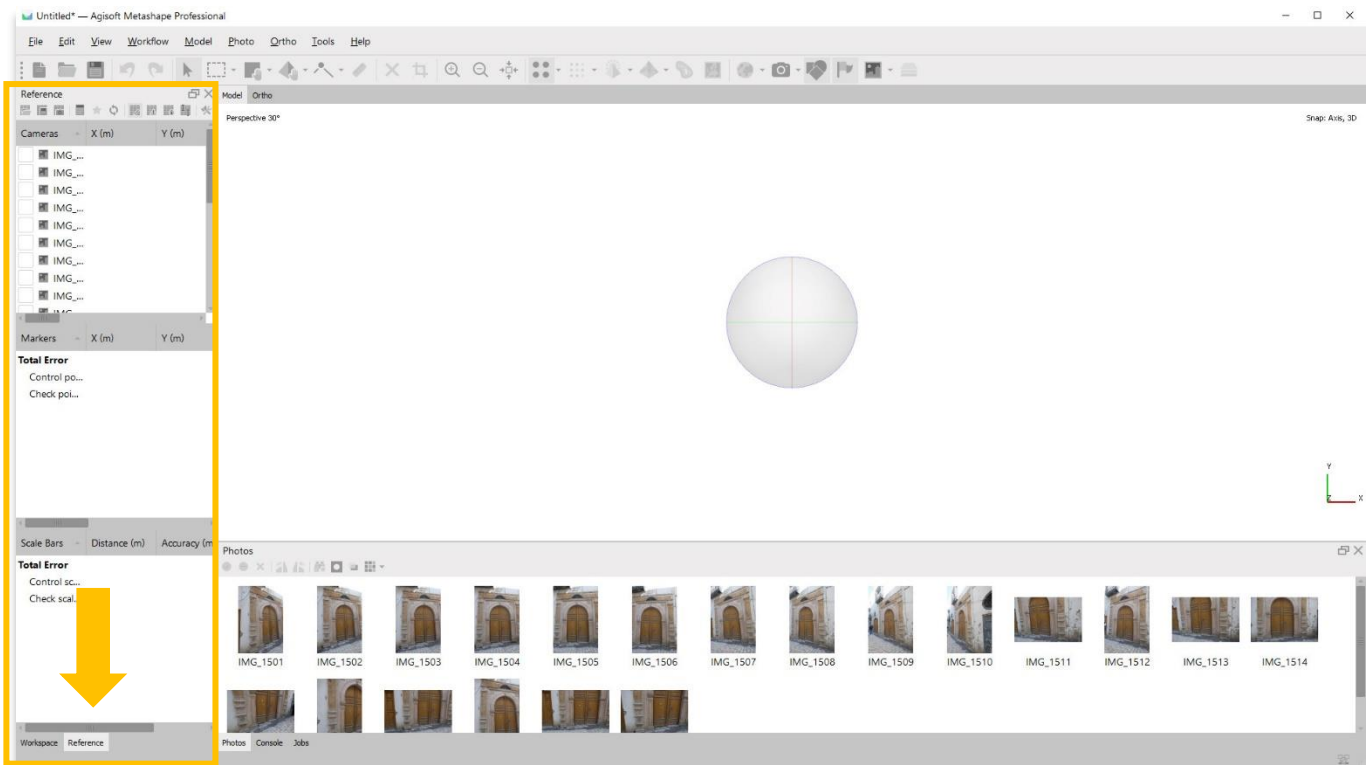 Untitled* — Agisoft Metashape Professional
File Edit View Workflow Model Photo Ortho Tools Help
Reference
Model Ortho
Perspective 30°
Snap: Axis, 3D
Cameras X (m) Y (m)
IMG_...
IMG_...
IMG_...
IMG_...
IMG_...
IMG_...
IMG_...
IMG_...
IMG_...
Markers X (m) Y (m)
Total Error
Control po...
Check poi...
Y
Z X
Scale Bars Distance (m) Accuracy (m
Total Error
Control sc...
Check scal...
Photos
IMG_1501 IMG_1502 IMG_1503 IMG_1504 IMG_1505 IMG_1506 IMG_1507 IMG_1508 IMG_1509 IMG_1510 IMG_1511 IMG_1512 IMG_1513 IMG_1514
Workspace Reference
Photos Console Jobs